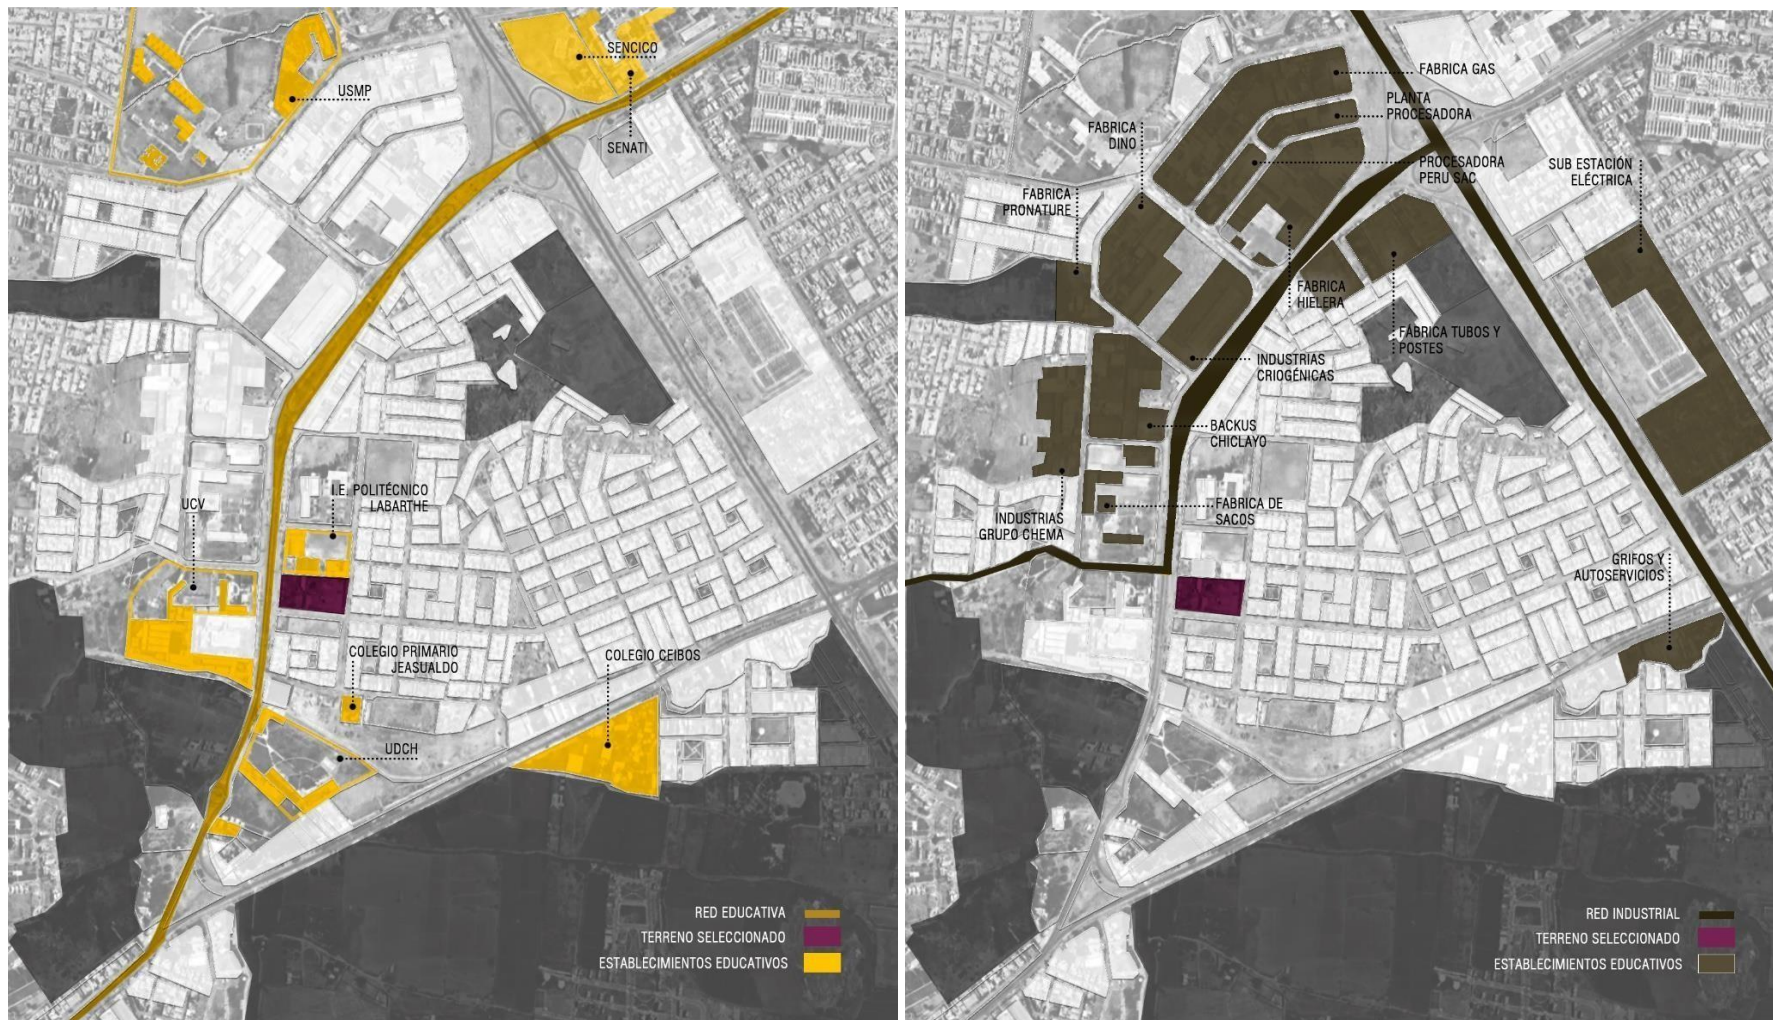 SENCICO
USMP
SENATI
I.E. POLITÉCNICO
LABARTHE
UCV
COLEGIO PRIMARIO
JEASUALDO
COLEGIO CEIBOS
UDCH
RED EDUCATIVA
TERRENO SELECCIONADO
ESTABLECIMIENTOS EDUCATIVOS
FABRICA GAS
PLANTA
PROCESADORA
FABRICA
DINO
PROCESADORA
PERU SAC
SUB ESTACIÓN
ELÉCTRICA
FABRICA
PRONATURE
FABRICA
HIELERA
FÁBRICA TUBOS Y
POSTES
INDUSTRIAS
CRIOGÉNICAS
BACKUS
CHICLAYO
FABRICA DE
SACOS
INDUSTRIAS
GRUPO CHEMA
GRIFOS Y
AUTOSERVICIOS
RED INDUSTRIAL
TERRENO SELECCIONADO
ESTABLECIMIENTOS EDUCATIVOS